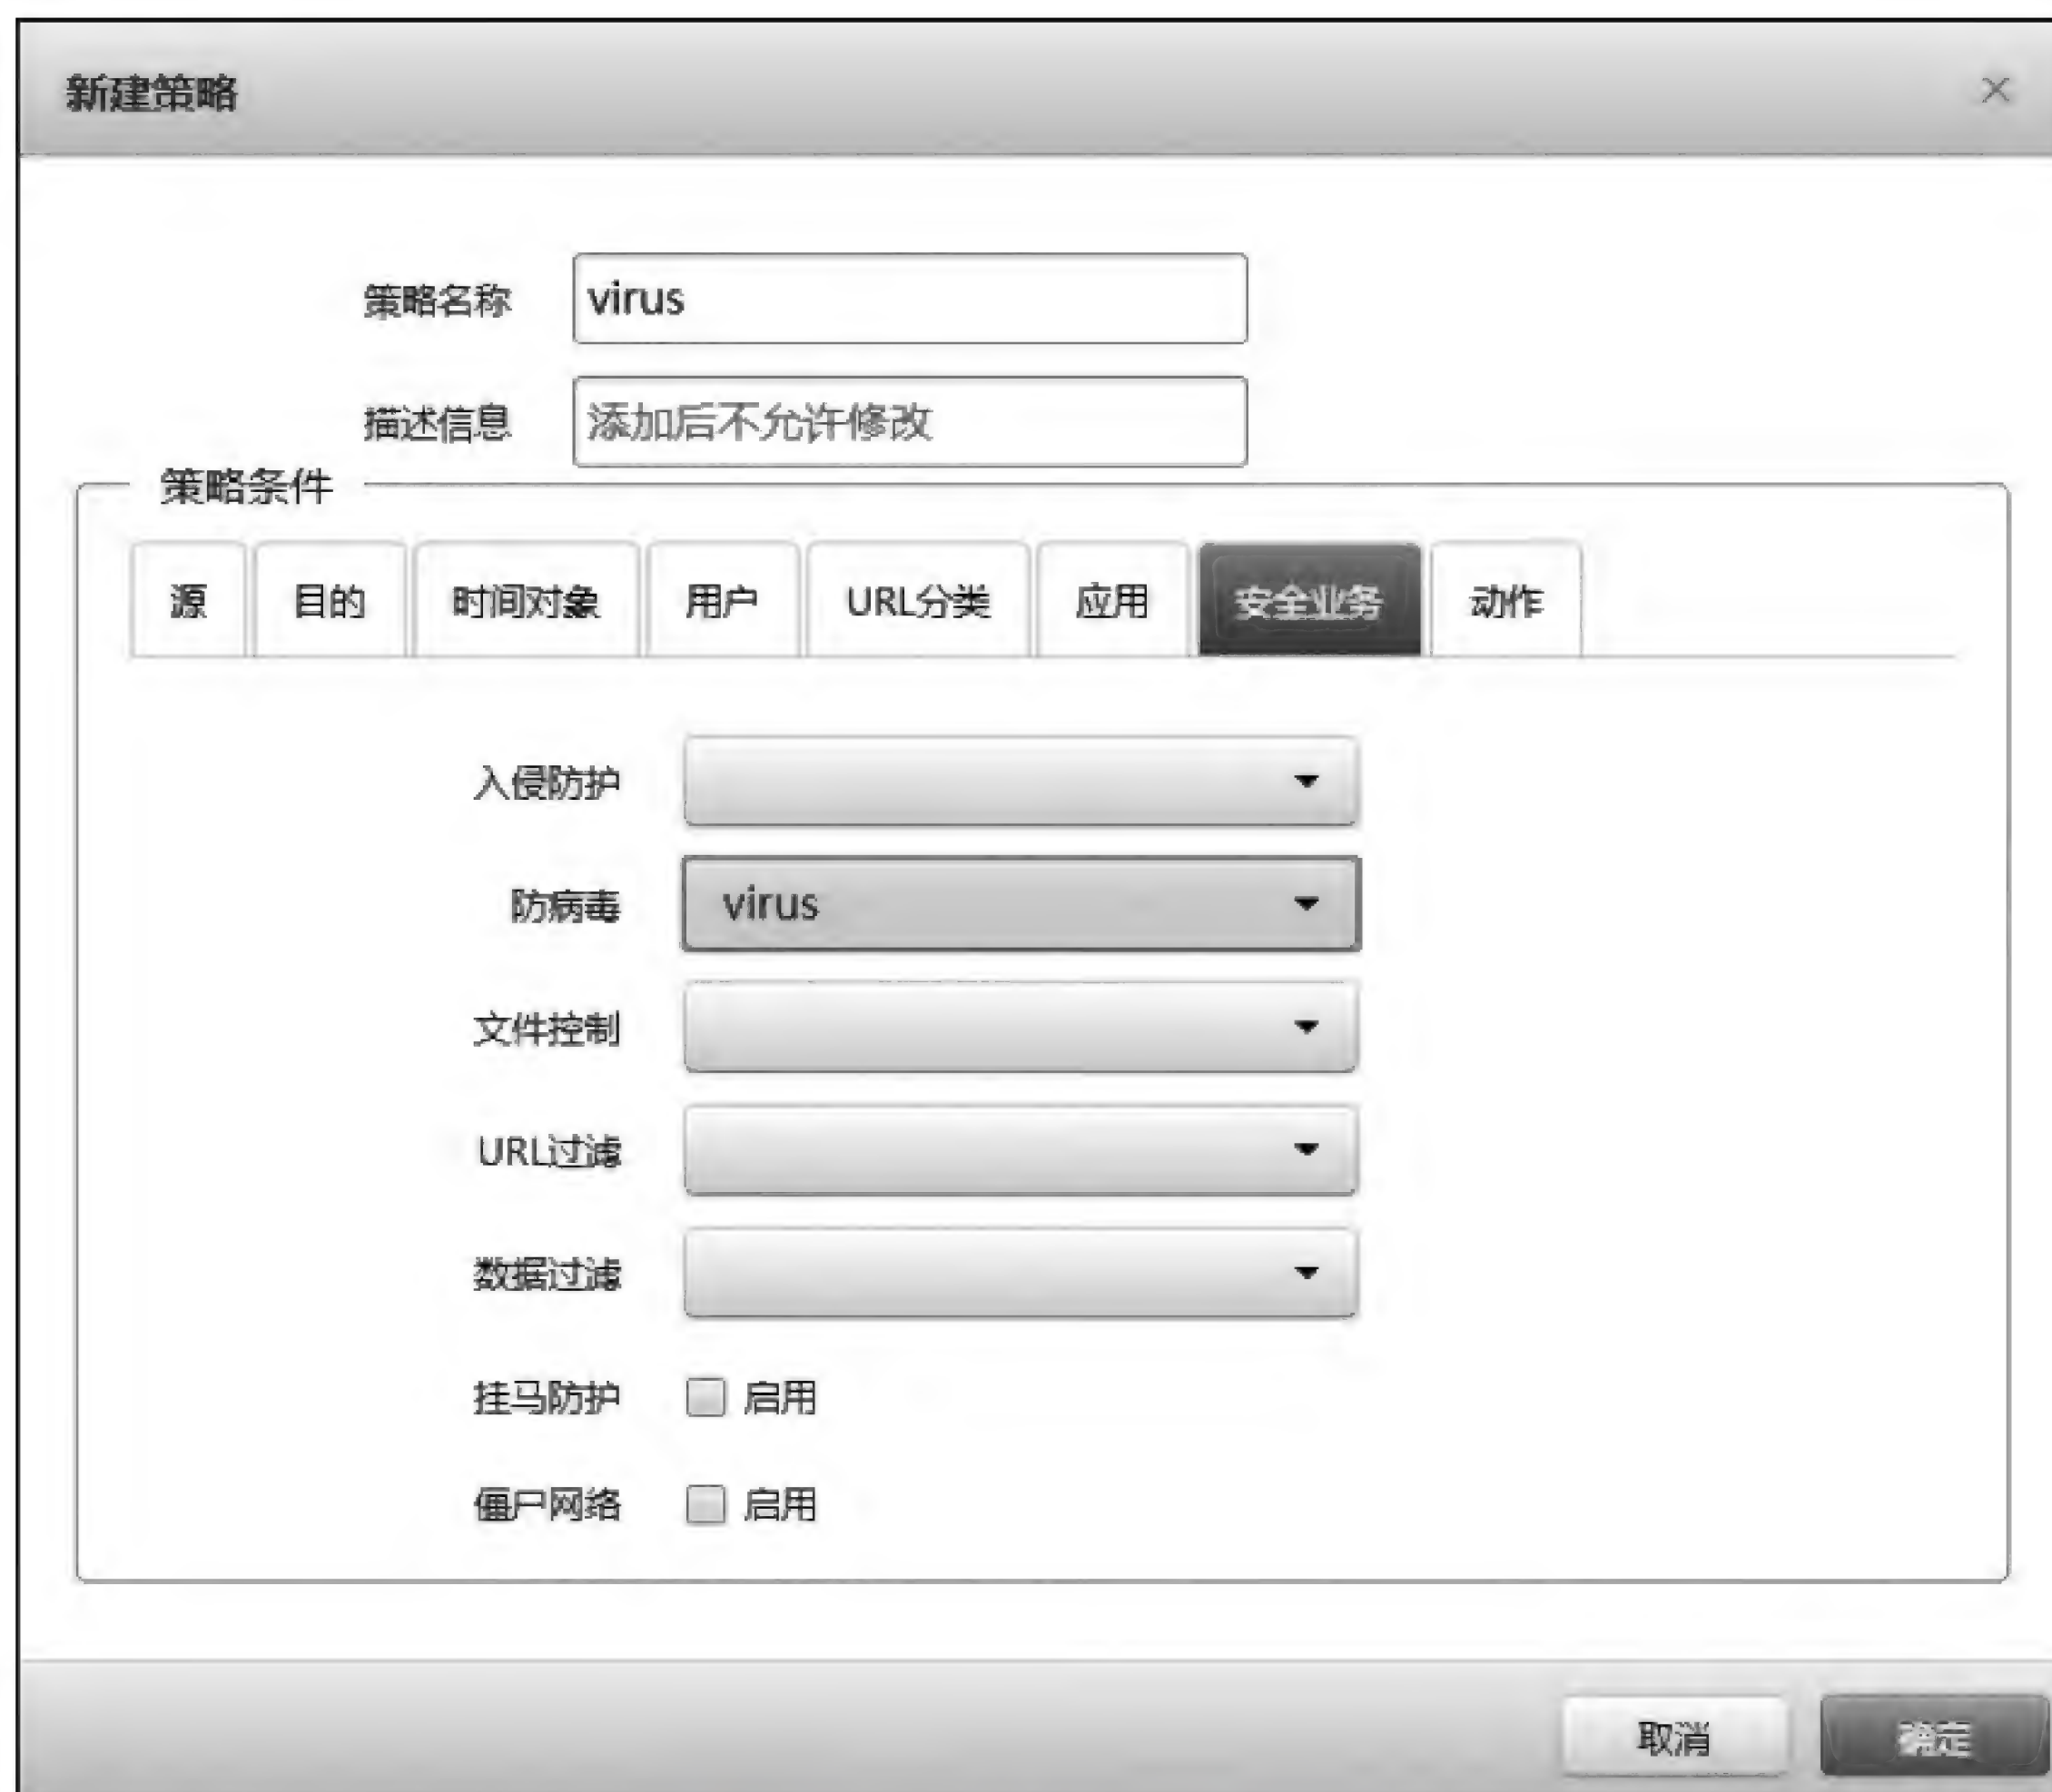 新建策略 ×
策略名称 virus
描述信息 添加后不允许修改
策略条件
源 目的 时间对象 用户 URL分类 应用 安全业务 动作
入侵防护
防病毒 virus
文件控制
URL过滤
数据过滤
挂马防护 启用
僵尸网络 启用
取消 确定